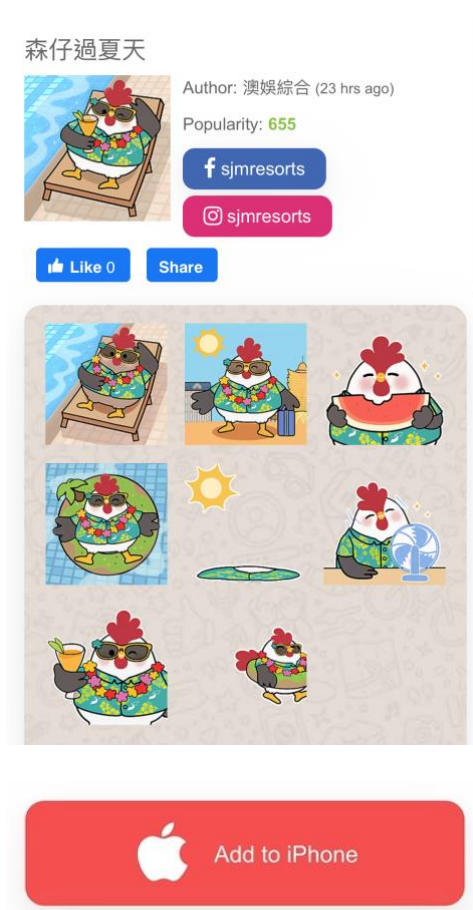 森仔過夏天
Author: 澳娛綜合 (23 hrs ago)
Popularity: 655
sjmresorts
sjmresorts
Like 0
Share
Add to iPhone